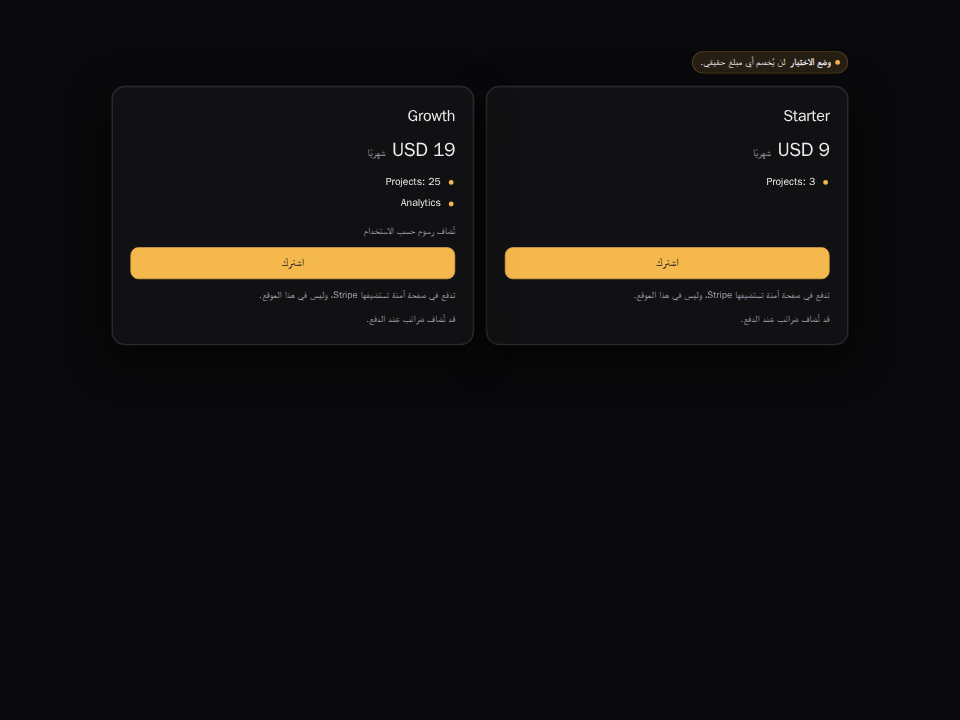 وضع الاختبار لن يُخصم أي مبلغ حقيقي.
Starter
USD 9 شهريًا
Projects: 3
اشترك
تدفع في صفحة آمنة تستضيفها Stripe، وليس في هذا الموقع.
قد تُضاف ضرائب عند الدفع.
Growth
USD 19 شهريًا
Projects: 25
Analytics
تُضاف رسوم حسب الاستخدام
اشترك
تدفع في صفحة آمنة تستضيفها Stripe، وليس في هذا الموقع.
قد تُضاف ضرائب عند الدفع.